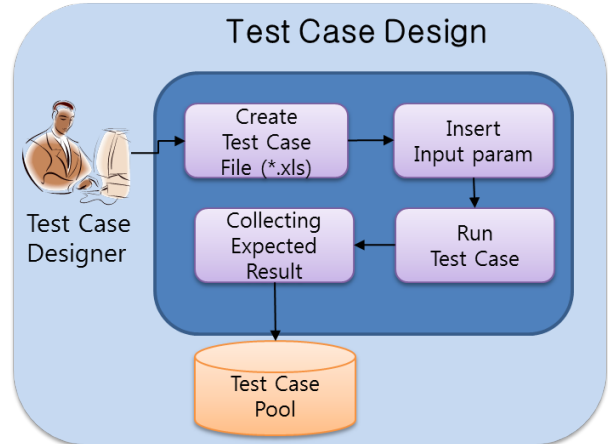 Test Case Design
Create
Test Case
File (*.xls)
Insert
Input param
Test Case
Designer
Collecting
Expected
Result
Run
Test Case
Test Case
Pool